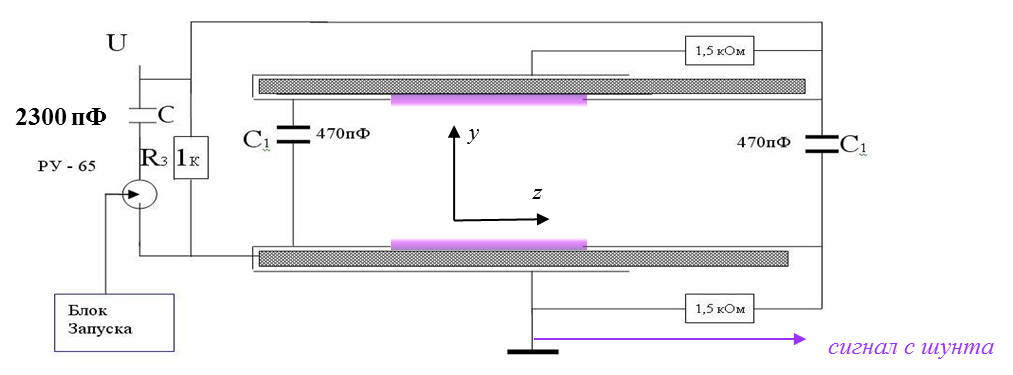 U
1,5 кОм
2300 пФ
C
C1
470пФ
y
470пФ
C1
РУ - 65
R3
1к
z
Блок
Запуска
1,5 кОм
сигнал с шунта